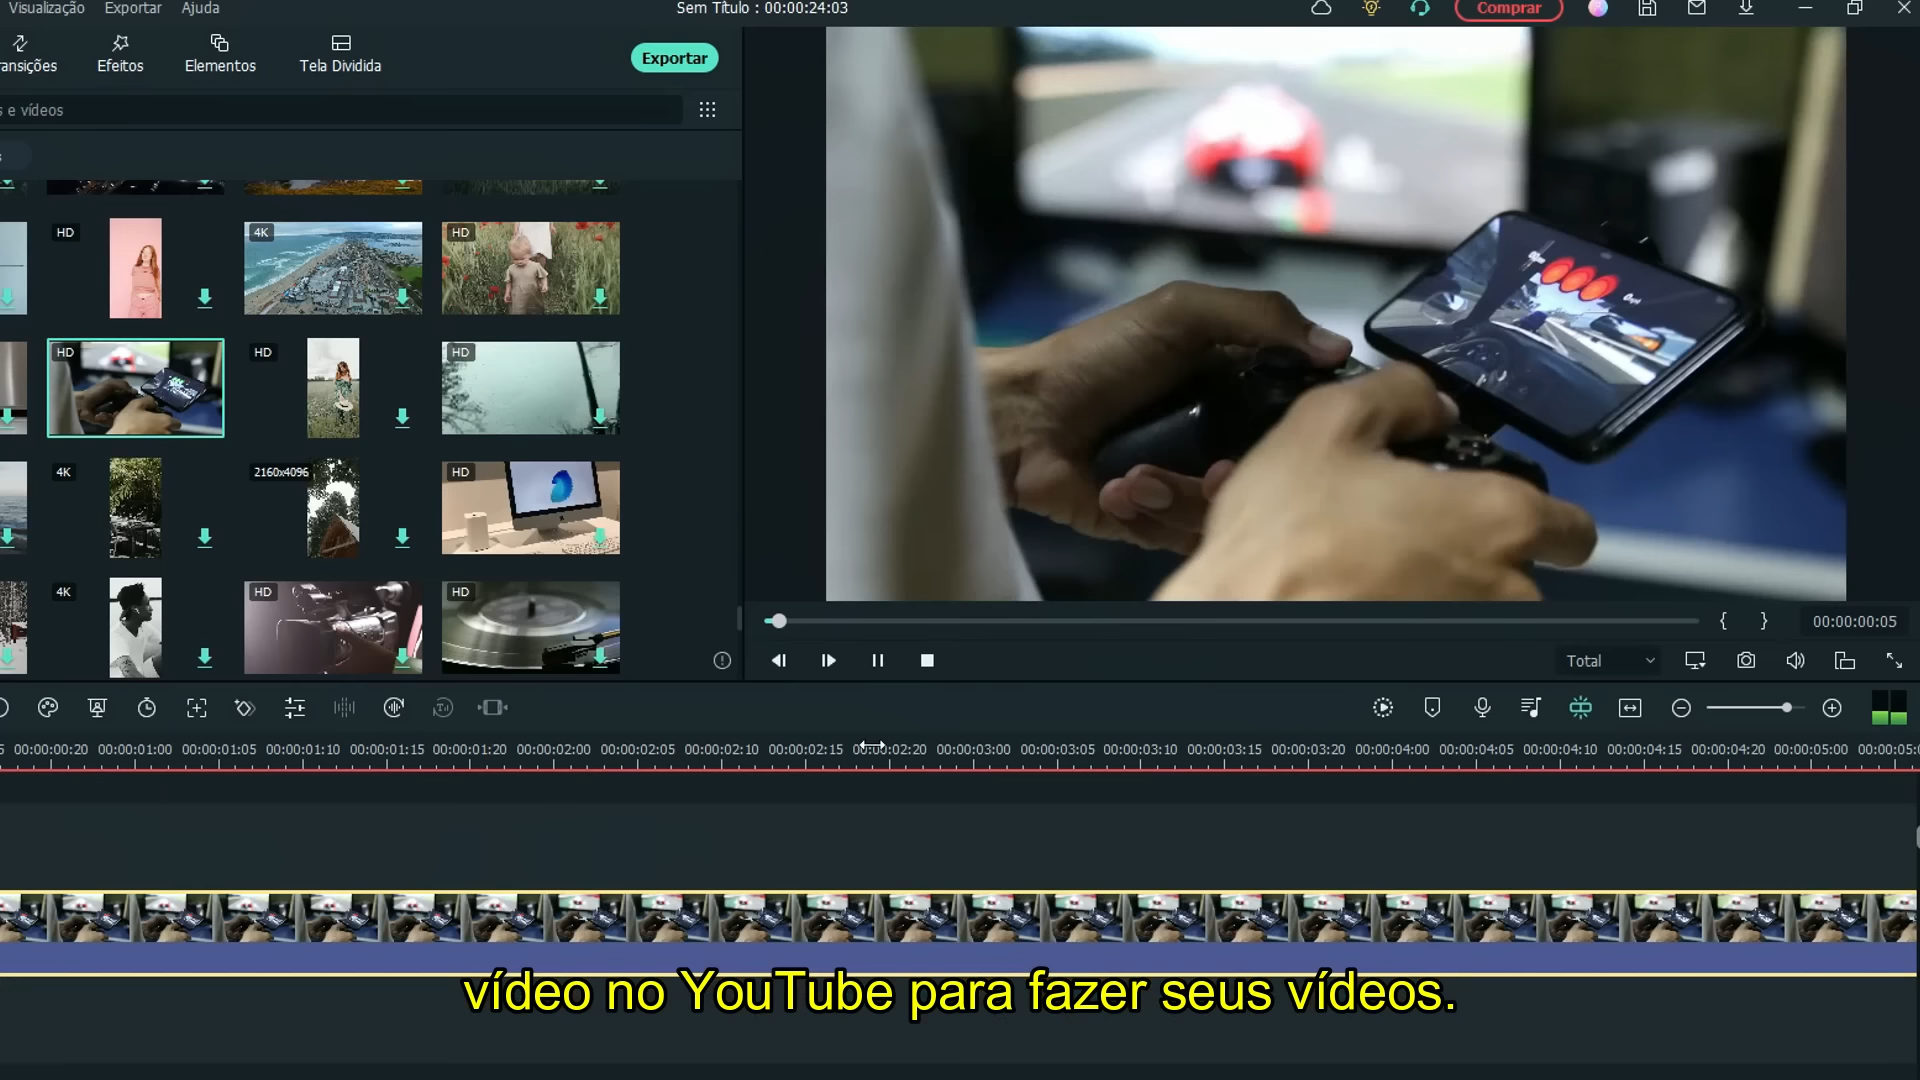 Visualização Exportar Ajuda
Sem Título : 00:00:24:03
Comprar
ansições
Efeitos
Elementos
Tela Dividida
Exportar
s e vídeos
HD
4K
HD
HD
HD
HD
4K
2160x4096
HD
4K
HD
HD
{ }
00:00:00:05
Total
00:00:00:20 00:00:01:00 00:00:01:05 00:00:01:10 00:00:01:15 00:00:01:20 00:00:02:00 00:00:02:05 00:00:02:10 00:00:02:15 00:00:02:20 00:00:03:00 00:00:03:05 00:00:03:10 00:00:03:15 00:00:03:20 00:00:04:00 00:00:04:05 00:00:04:10 00:00:04:15 00:00:04:20 00:00:05:00 00:00:05:0
vídeo no YouTube para fazer seus vídeos.